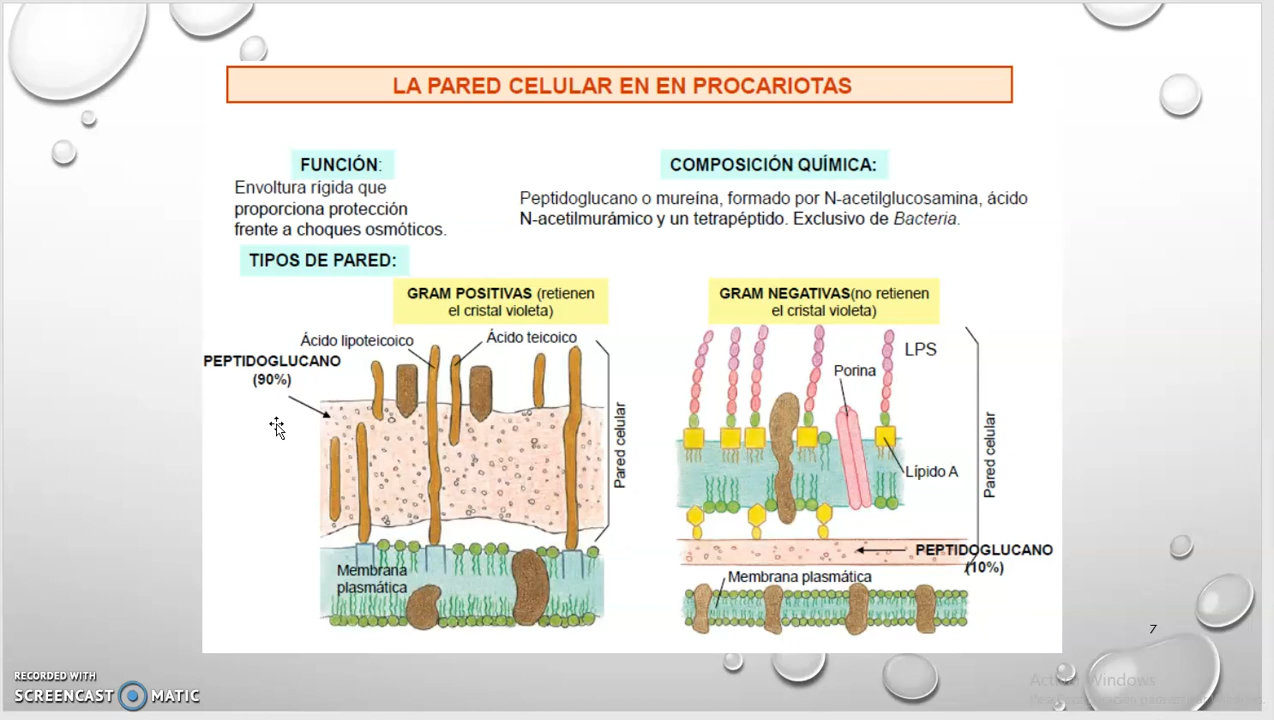 LA PARED CELULAR EN EN PROCARIOTAS
FUNCIÓN:
Envoltura rígida que
proporciona protección
frente a choques osmóticos.
COMPOSICIÓN QUÍMICA:
Peptidoglucano o mureína, formado por N-acetilglucosamina, ácido
N-acetilmurámico y un tetrapéptido. Exclusivo de Bacteria.
TIPOS DE PARED:
GRAM POSITIVAS (retienen
el cristal violeta)
Ácido lipoteicoico
Ácido teicoico
PEPTIDOGLUCANO
(90%)
Pared celular
Membrana
plasmática
GRAM NEGATIVAS(no retienen
el cristal violeta)
LPS
Porina
Pared celular
Lípido A
PEPTIDOGLUCANO
(10%)
Membrana plasmática
7
RECORDED WITH
SCREENCAST MATIC
Windows